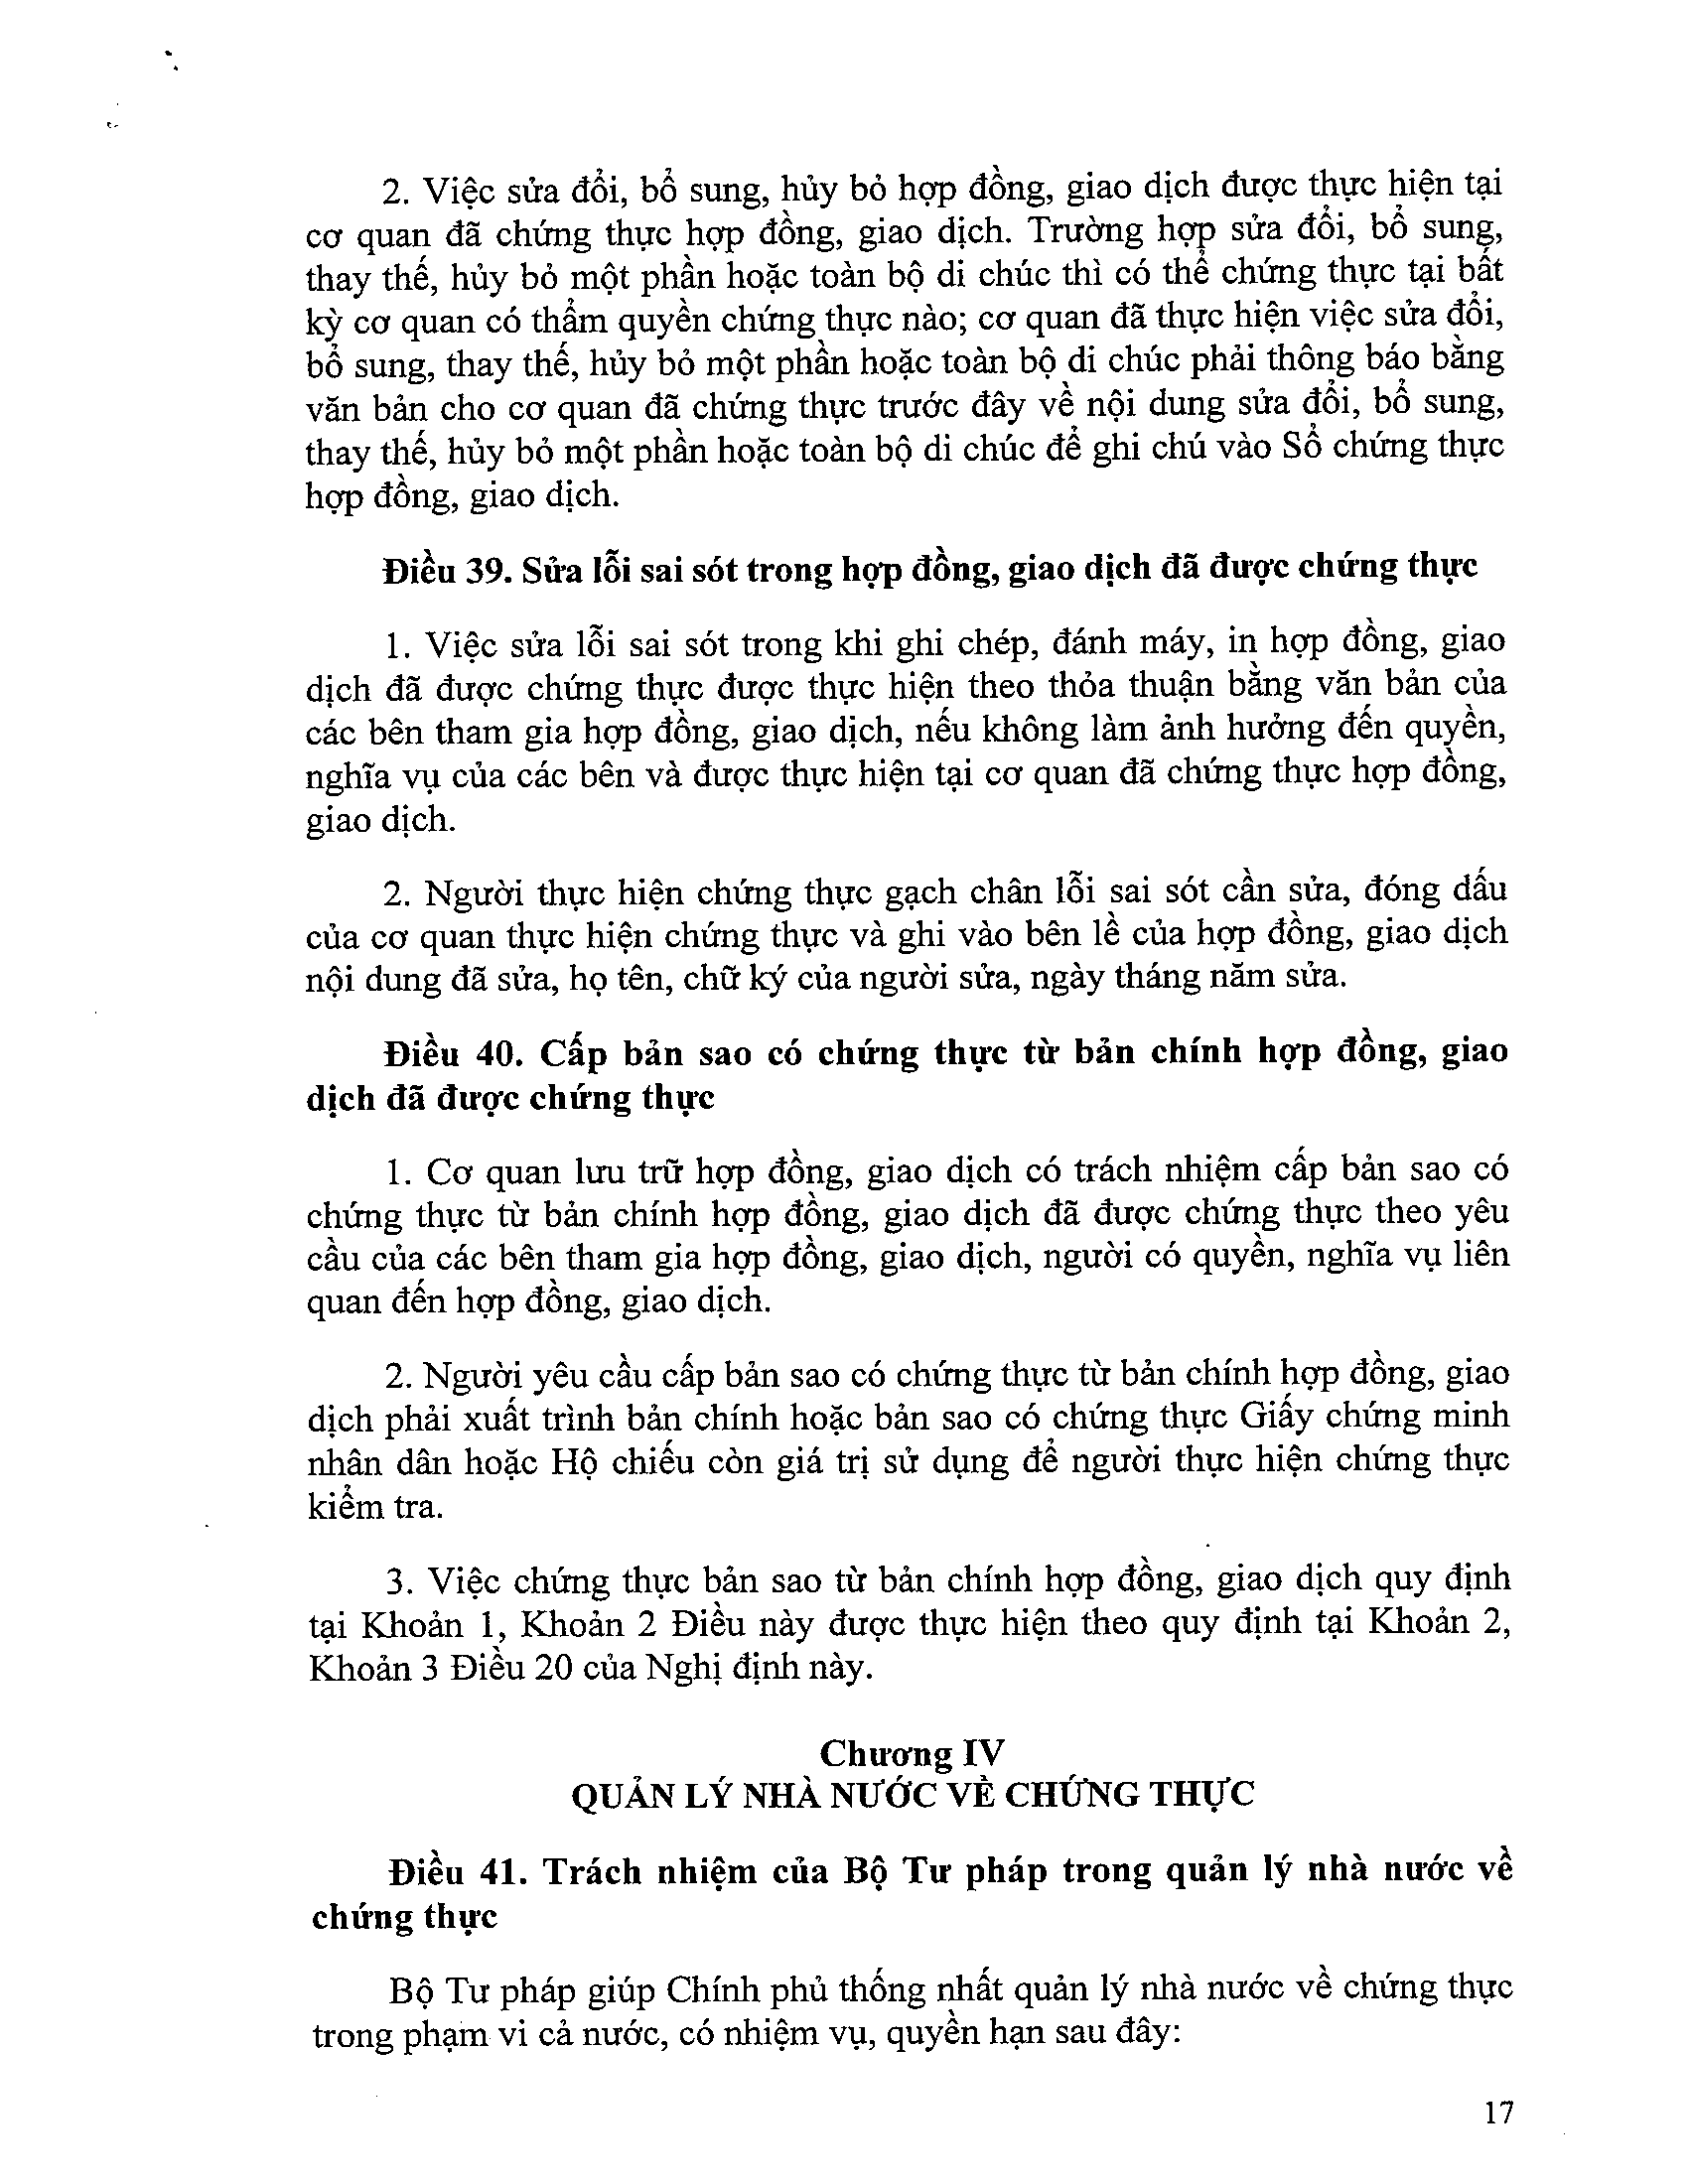 2. Việc sửa đổi, bổ sung, hủy bỏ hợp đồng, giao dịch được thực hiện tại
cơ quan đã chứng thực hợp đồng, giao dịch. Trường hợp sửa đổi, bổ sung,
thay thế, hủy bỏ một phần hoặc toàn bộ di chúc thì có thể chứng thực tại bất
kỳ cơ quan có thẩm quyền chứng thực nào; cơ quan đã thực hiện việc sửa đổi,
bổ sung, thay thế, hủy bỏ một phần hoặc toàn bộ di chúc phải thông báo bằng
văn bản cho cơ quan đã chứng thực trước đây về nội dung sửa đổi, bổ sung,
thay thế, hủy bỏ một phần hoặc toàn bộ di chúc để ghi chú vào Sổ chứng thực
hợp đồng, giao dịch.
Điều 39. Sửa lỗi sai sót trong hợp đồng, giao dịch đã được chứng thực
1. Việc sửa lỗi sai sót trong khi ghi chép, đánh máy, in hợp đồng, giao
dịch đã được chứng thực được thực hiện theo thỏa thuận bằng văn bản của
các bên tham gia hợp đồng, giao dịch, nếu không làm ảnh hưởng đến quyền,
nghĩa vụ của các bên và được thực hiện tại cơ quan đã chứng thực hợp đồng,
giao dịch.
2. Người thực hiện chứng thực gạch chân lỗi sai sót cần sửa, đóng dấu
của cơ quan thực hiện chứng thực và ghi vào bên lề của hợp đồng, giao dịch
nội dung đã sửa, họ tên, chữ ký của người sửa, ngày tháng năm sửa.
Điều 40. Cấp bản sao có chứng thực từ bản chính hợp đồng, giao
dịch đã được chứng thực
1. Cơ quan lưu trữ hợp đồng, giao dịch có trách nhiệm cấp bản sao có
chứng thực từ bản chính hợp đồng, giao dịch đã được chứng thực theo yêu
cầu của các bên tham gia hợp đồng, giao dịch, người có quyền, nghĩa vụ liên
quan đến hợp đồng, giao dịch.
2. Người yêu cầu cấp bản sao có chứng thực từ bản chính hợp đồng, giao
dịch phải xuất trình bản chính hoặc bản sao có chứng thực Giấy chứng minh
nhân dân hoặc Hộ chiếu còn giá trị sử dụng để người thực hiện chứng thực
kiểm tra.
3. Việc chứng thực bản sao từ bản chính hợp đồng, giao dịch quy định
tại Khoản 1, Khoản 2 Điều này được thực hiện theo quy định tại Khoản 2,
Khoản 3 Điều 20 của Nghị định này.
Chương IV
QUẢN LÝ NHÀ NƯỚC VỀ CHỨNG THỰC
Điều 41. Trách nhiệm của Bộ Tư pháp trong quản lý nhà nước về
chứng thực
Bộ Tư pháp giúp Chính phủ thống nhất quản lý nhà nước về chứng thực
trong phạm vi cả nước, có nhiệm vụ, quyền hạn sau đây:
17